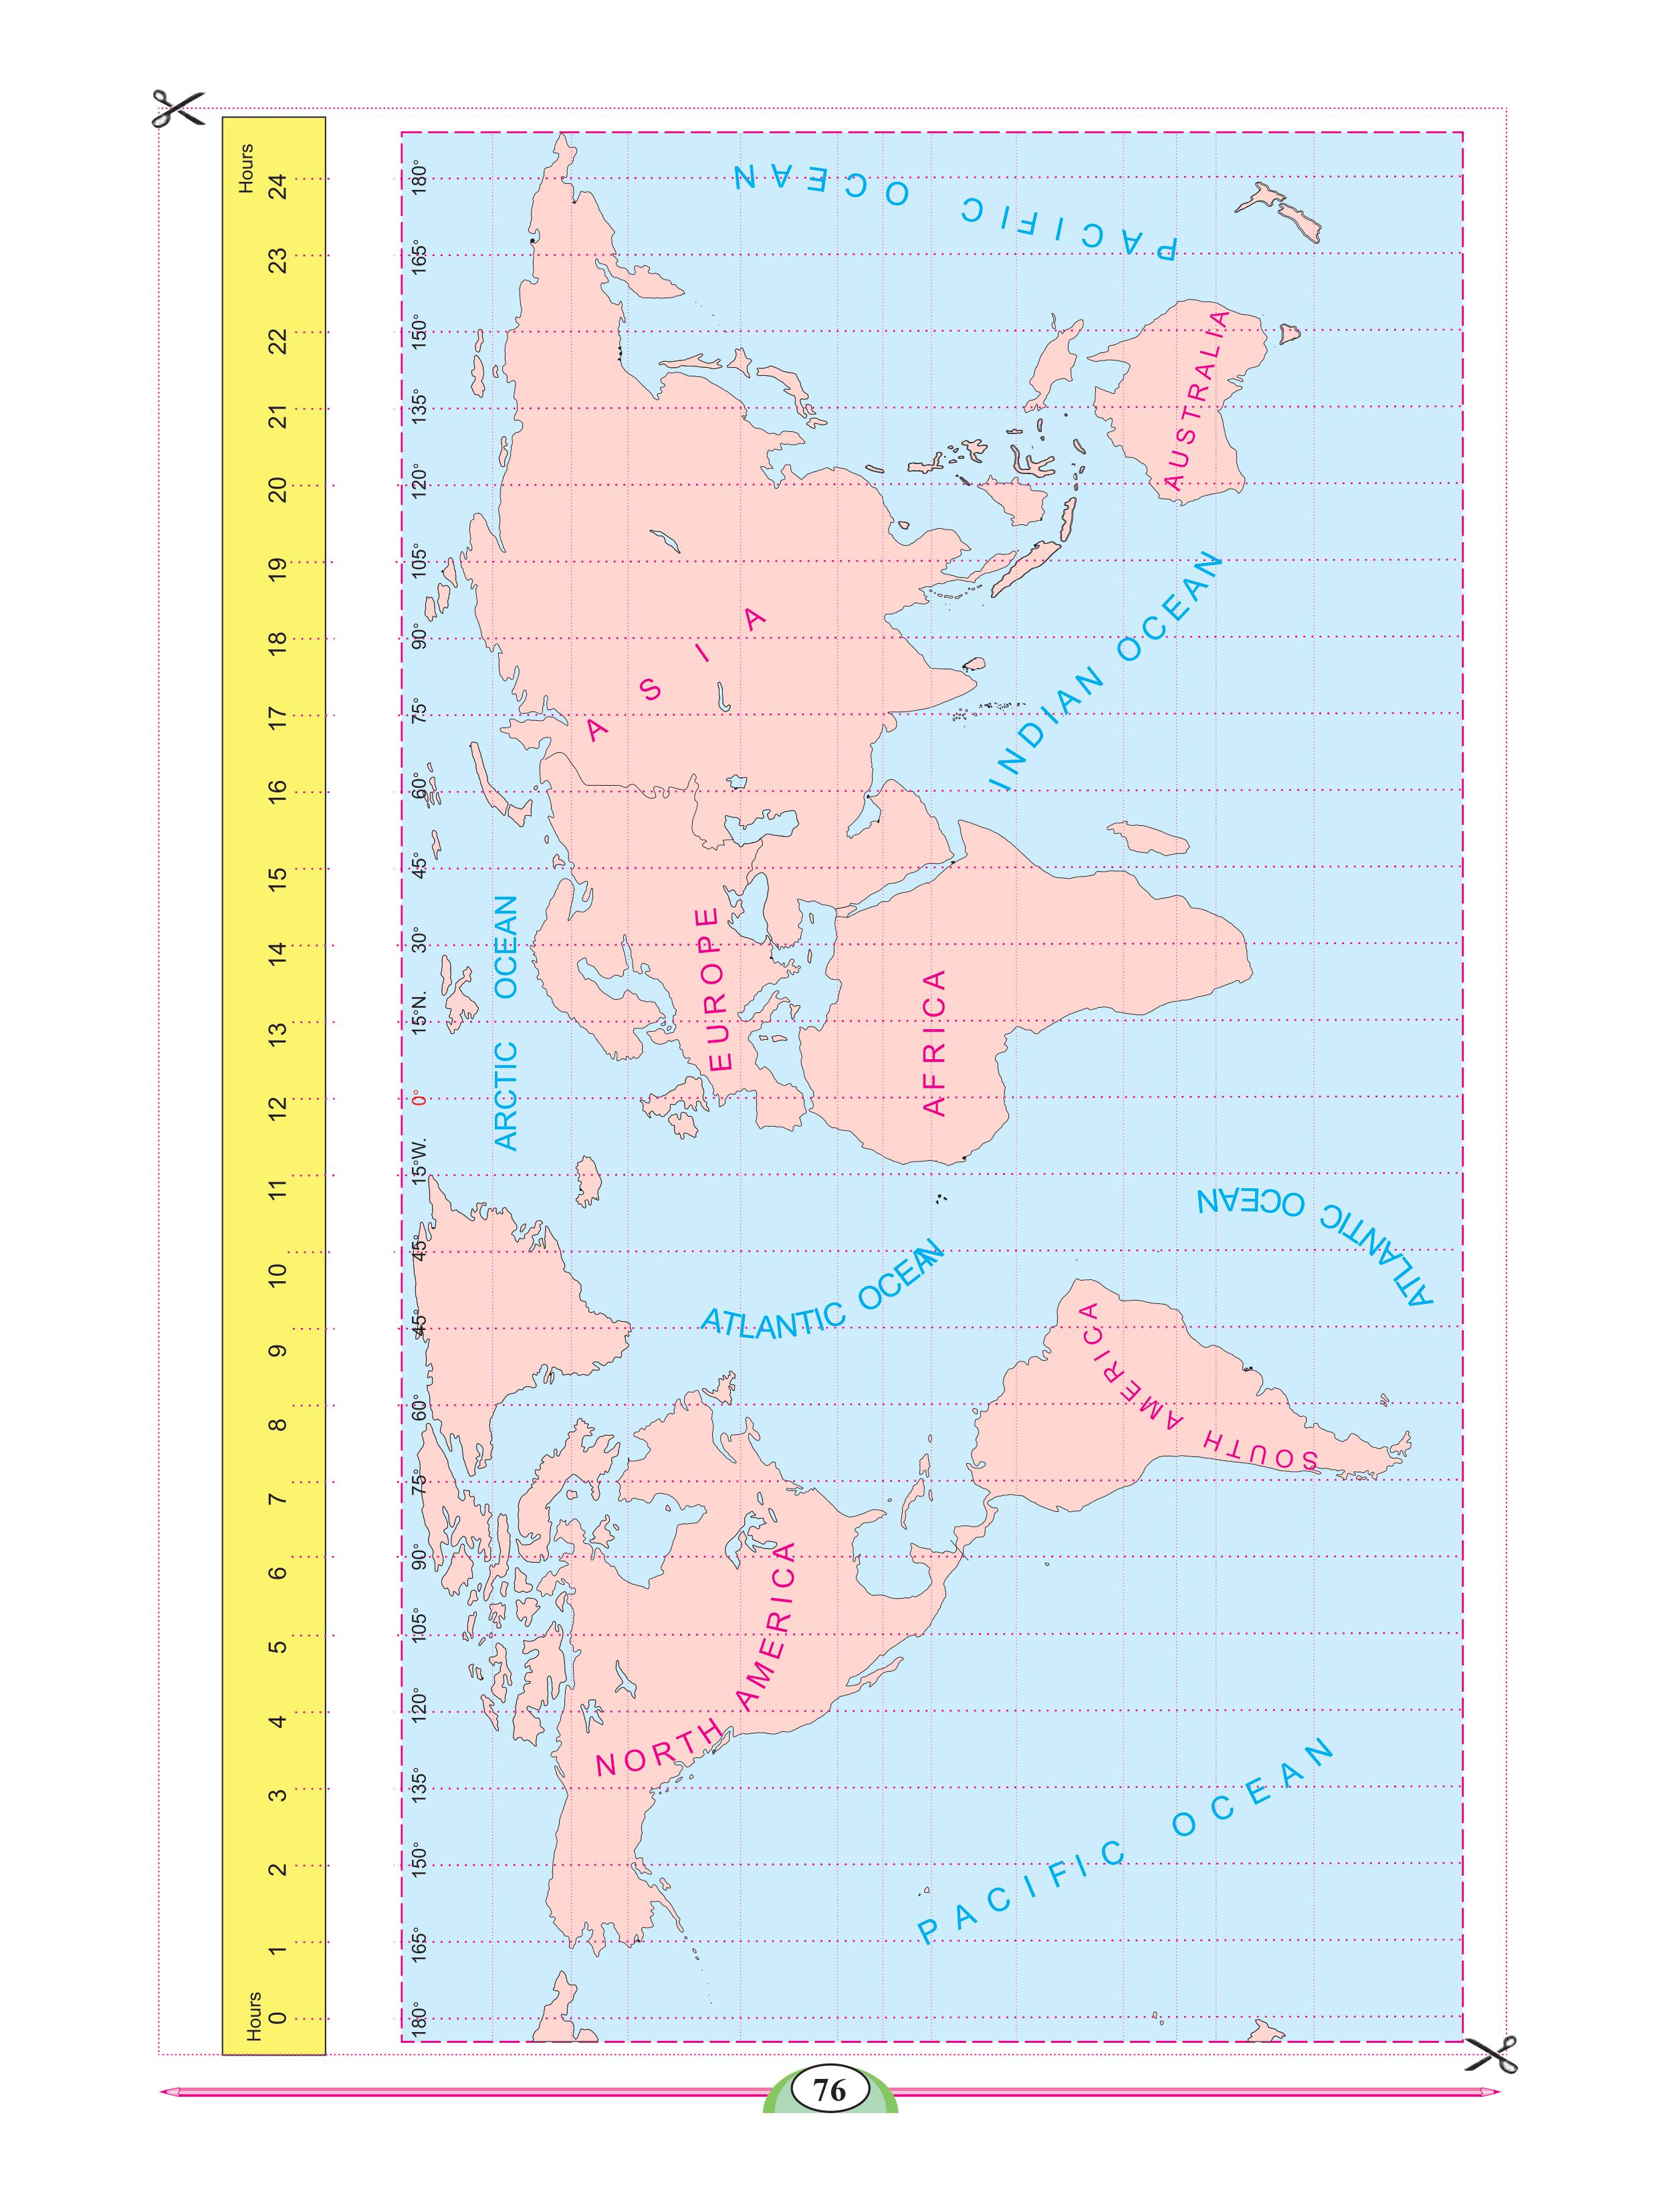 Hours Hours
0 1 2 3 4 5 6 7 8 9 10 11 12 13 14 15 16 17 18 19 20 21 22 23 24
180° 165° 150° 135° 120° 105° 90° 75° 60° 45° 45° 15°W. 0° 15°N. 30° 45° 60° 75° 90° 105° 120° 135° 150° 165° 180°
ARCTIC OCEAN
NORTH AMERICA
EUROPE
ASIA
ATLANTIC OCEAN
PACIFIC OCEAN
AFRICA
PACIFIC OCEAN
SOUTH AMERICA
INDIAN OCEAN
AUSTRALIA
ATLANTIC OCEAN
76